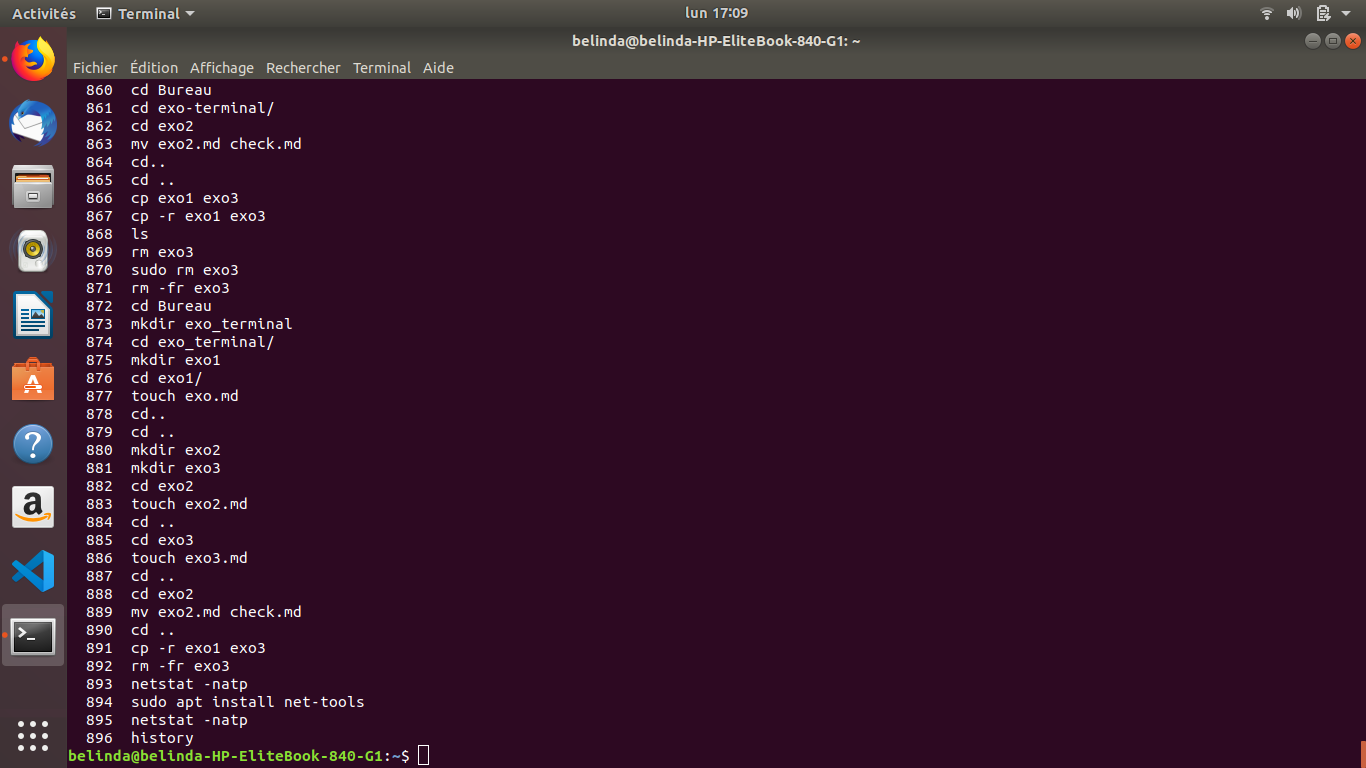 Activités Terminal lun 17:09
belinda@belinda-HP-EliteBook-840-G1: ~
Fichier Édition Affichage Rechercher Terminal Aide
860 cd Bureau
861 cd exo-terminal/
862 cd exo2
863 mv exo2.md check.md
864 cd..
865 cd ..
866 cp exo1 exo3
867 cp -r exo1 exo3
868 ls
869 rm exo3
870 sudo rm exo3
871 rm -fr exo3
872 cd Bureau
873 mkdir exo_terminal
874 cd exo_terminal/
875 mkdir exo1
876 cd exo1/
877 touch exo.md
878 cd..
879 cd ..
880 mkdir exo2
881 mkdir exo3
882 cd exo2
883 touch exo2.md
884 cd ..
885 cd exo3
886 touch exo3.md
887 cd ..
888 cd exo2
889 mv exo2.md check.md
890 cd ..
891 cp -r exo1 exo3
892 rm -fr exo3
893 netstat -natp
894 sudo apt install net-tools
895 netstat -natp
896 history
belinda@belinda-HP-EliteBook-840-G1:~$